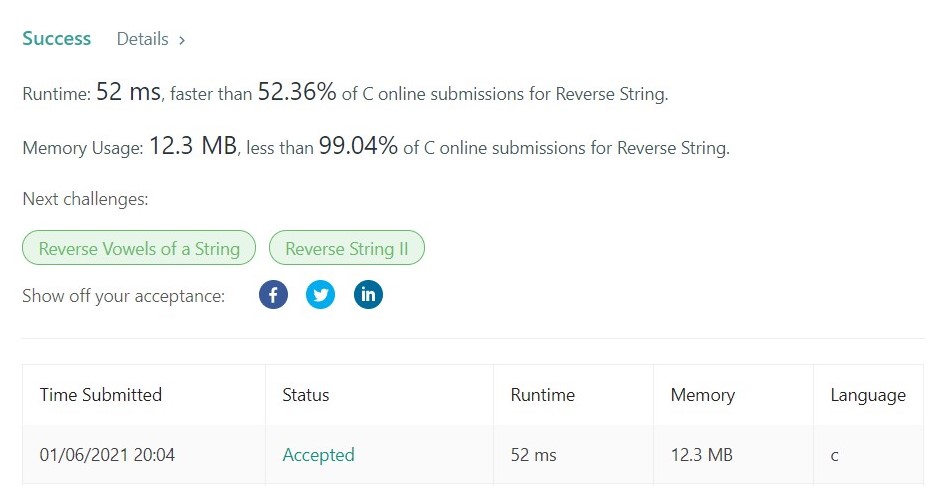 Success Details >
Runtime: 52 ms, faster than 52.36% of C online submissions for Reverse String.
Memory Usage: 12.3 MB, less than 99.04% of C online submissions for Reverse String.
Next challenges:
Reverse Vowels of a String Reverse String II
Show off your acceptance: f in
Time Submitted Status Runtime Memory Language
01/06/2021 20:04 Accepted 52 ms 12.3 MB c